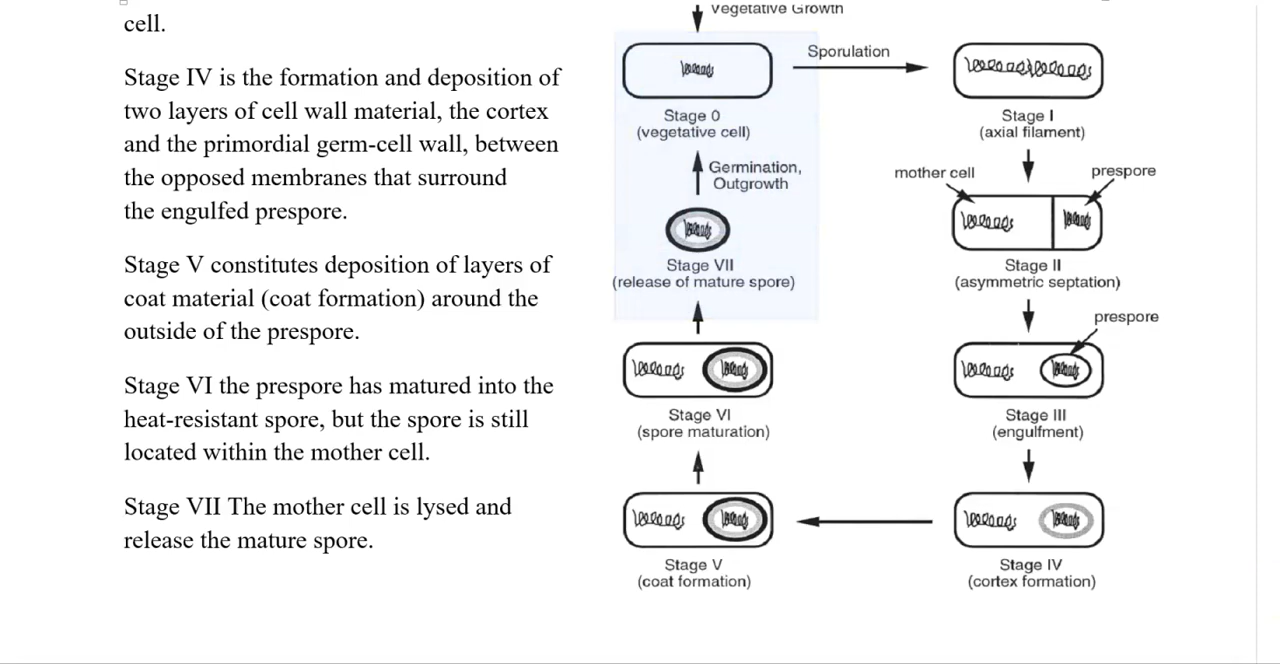 cell.
Stage IV is the formation and deposition of
two layers of cell wall material, the cortex
and the primordial germ-cell wall, between
the opposed membranes that surround
the engulfed prespore.
Stage V constitutes deposition of layers of
coat material (coat formation) around the
outside of the prespore.
Stage VI the prespore has matured into the
heat-resistant spore, but the spore is still
located within the mother cell.
Stage VII The mother cell is lysed and
release the mature spore.
Vegetative Growth
Stage 0
(vegetative cell)
Sporulation
Stage I
(axial filament)
mother cell
prespore
Stage II
(asymmetric septation)
prespore
Stage III
(engulfment)
Stage IV
(cortex formation)
Stage V
(coat formation)
Stage VI
(spore maturation)
Stage VII
(release of mature spore)
Germination,
Outgrowth